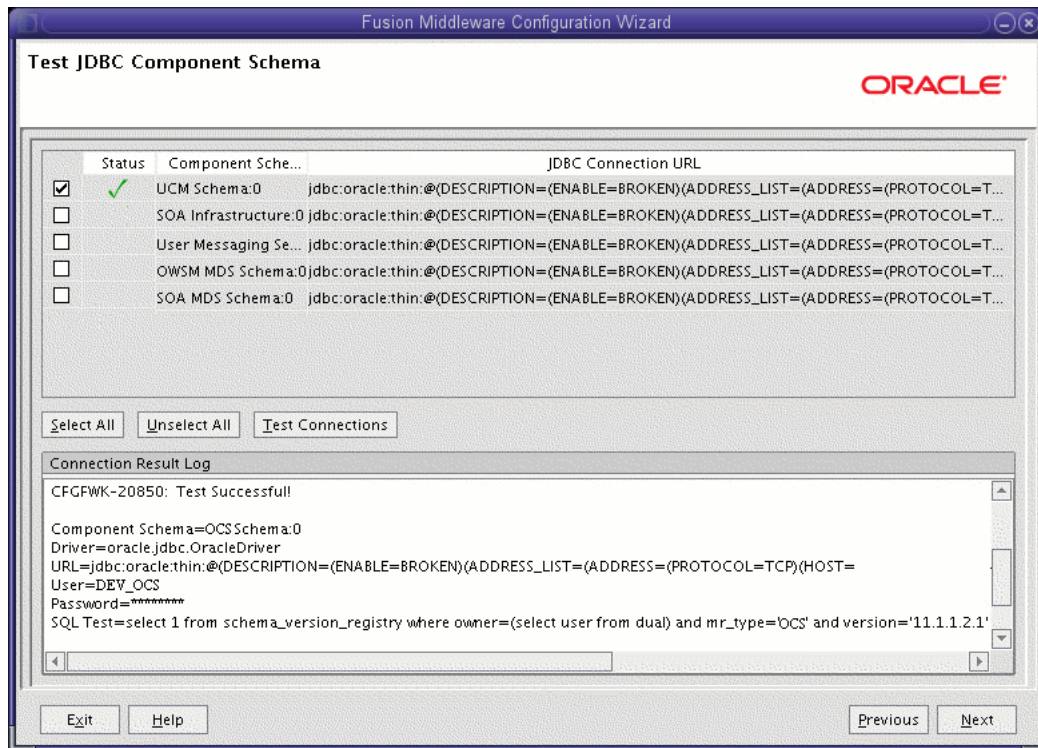 Fusion Middleware Configuration Wizard
Test JDBC Component Schema
ORACLE
Status Component Sche... JDBC Connection URL
UCM Schema:0 jdbc:oracle:thin:@(DESCRIPTION=(ENABLE=BROKEN)(ADDRESS_LIST=(ADDRESS=(PROTOCOL=T...
SOA Infrastructure:0 jdbc:oracle:thin:@(DESCRIPTION=(ENABLE=BROKEN)(ADDRESS_LIST=(ADDRESS=(PROTOCOL=T...
User Messaging Se... jdbc:oracle:thin:@(DESCRIPTION=(ENABLE=BROKEN)(ADDRESS_LIST=(ADDRESS=(PROTOCOL=T...
OWSM MDS Schema:0 jdbc:oracle:thin:@(DESCRIPTION=(ENABLE=BROKEN)(ADDRESS_LIST=(ADDRESS=(PROTOCOL=T...
SOA MDS Schema:0 jdbc:oracle:thin:@(DESCRIPTION=(ENABLE=BROKEN)(ADDRESS_LIST=(ADDRESS=(PROTOCOL=T...
Select All Unselect All Test Connections
Connection Result Log
CFGFWK-20850: Test Successful!
Component Schema=OCSSchema:0
Driver=oracle.jdbc.OracleDriver
URL=jdbc:oracle:thin:@(DESCRIPTION=(ENABLE=BROKEN)(ADDRESS_LIST=(ADDRESS=(PROTOCOL=TCP)(HOST=
User=DEV_OCS
Password=********
SQL Test=select 1 from schema_version_registry where owner=(select user from dual) and mr_type='OCS' and version='11.1.1.2.1'
Exit Help Previous Next